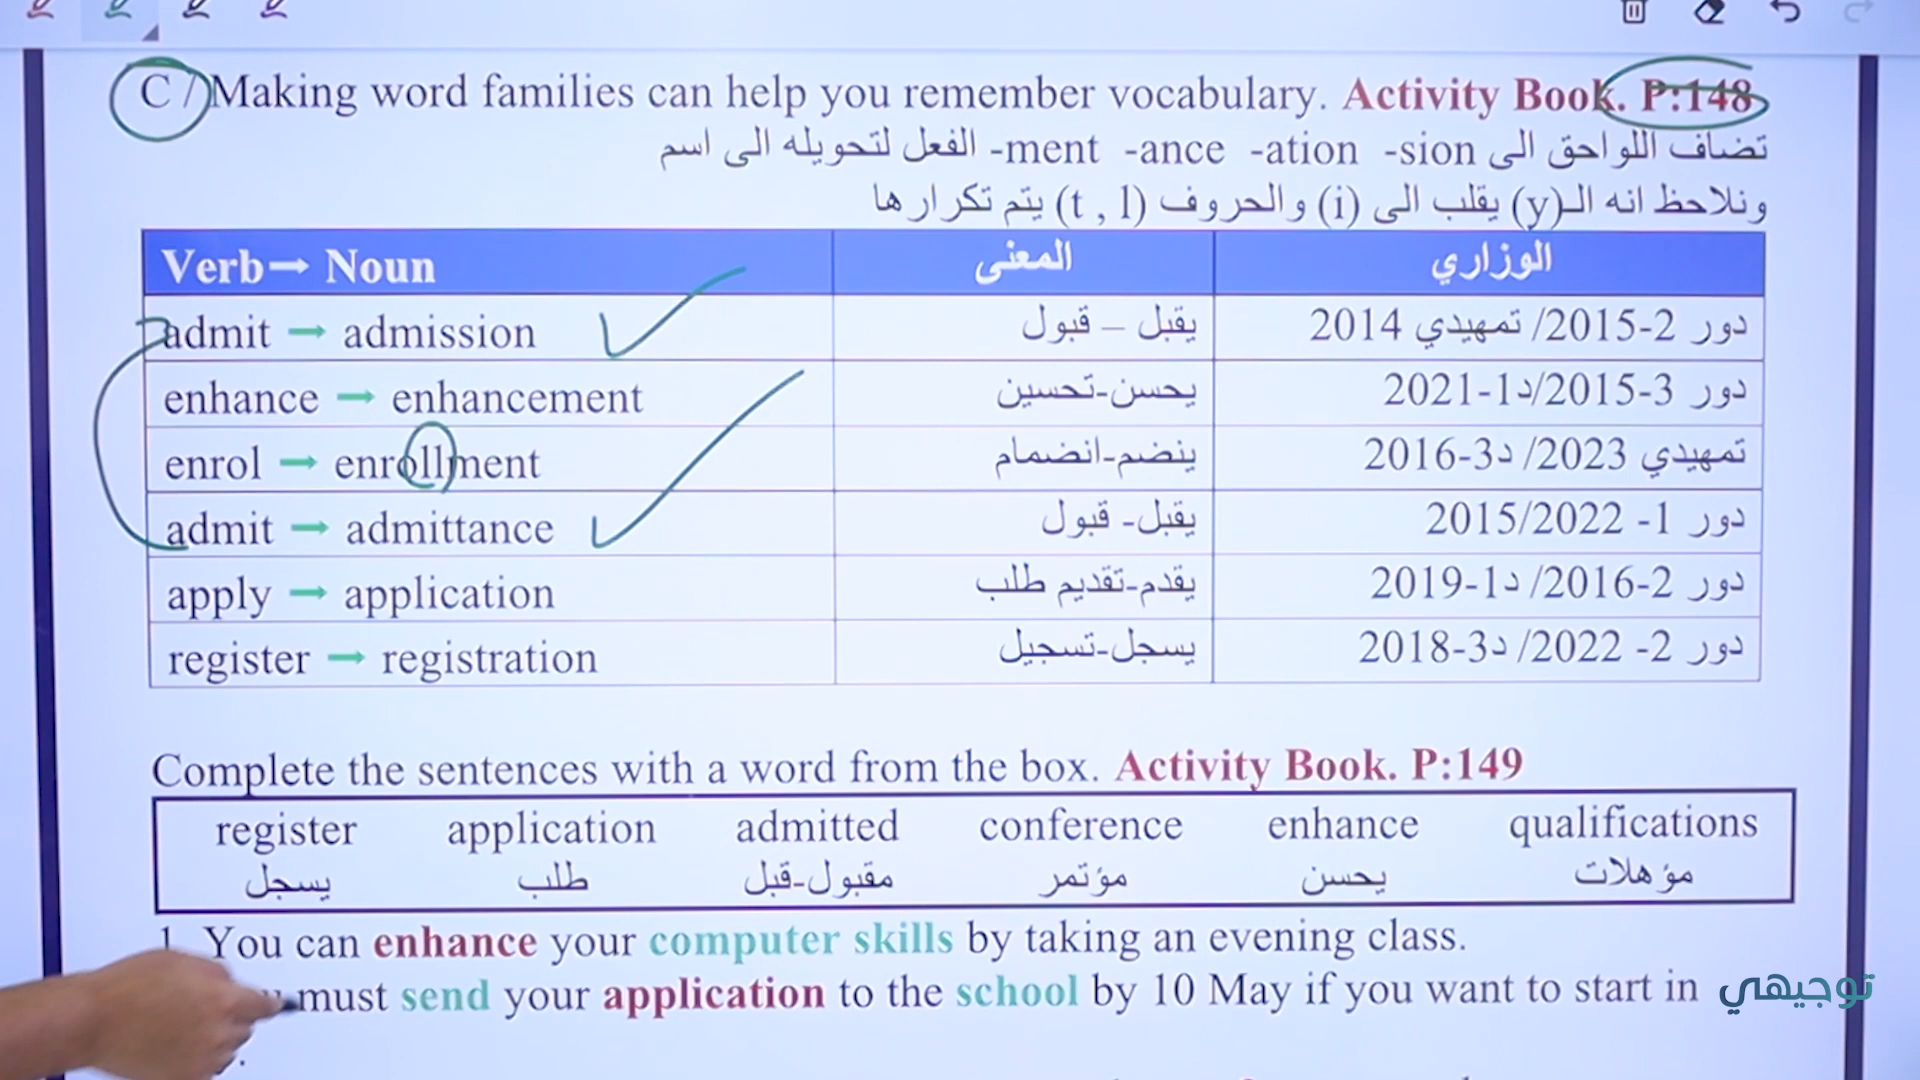 C / Making word families can help you remember vocabulary. Activity Book. P:148
تضاف اللواحق الى -ment -ance -ation -sion الفعل لتحويله الى اسم
ونلاحظ انه الـ(y) يقلب الى (i) والحروف (t , l) يتم تكرارها
Verb→ Noun المعنى الوزاري
admit → admission يقبل – قبول دور 2-2015/ تمهيدي 2014
enhance → enhancement يحسن-تحسين دور 3-2015/د1-2021
enrol → enrollment ينضم-انضمام تمهيدي 2023/ د3-2016
admit → admittance يقبل- قبول دور 1- 2015/2022
apply → application يقدم-تقديم طلب دور 2-2016/ د1-2019
register → registration يسجل-تسجيل دور 2- 2022/ د3-2018
Complete the sentences with a word from the box. Activity Book. P:149
register application admitted conference enhance qualifications
يسجل طلب مقبول-قبل مؤتمر يحسن مؤهلات
1. You can enhance your computer skills by taking an evening class.
must send your application to the school by 10 May if you want to start in
توجيهي